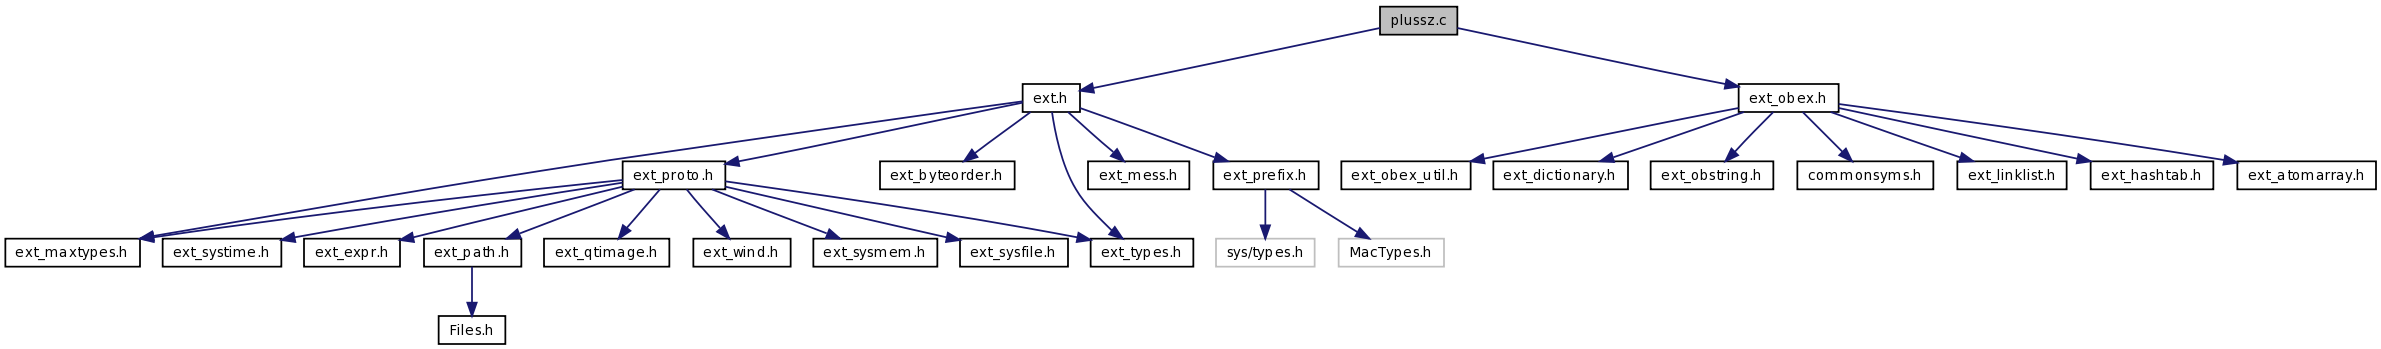 plussz.c
ext.h
ext_obex.h
ext_proto.h
ext_byteorder.h
ext_mess.h
ext_prefix.h
ext_obex_util.h
ext_dictionary.h
ext_obstring.h
commonsyms.h
ext_linklist.h
ext_hashtab.h
ext_atomarray.h
ext_maxtypes.h
ext_systime.h
ext_expr.h
ext_path.h
ext_qtimage.h
ext_wind.h
ext_sysmem.h
ext_sysfile.h
ext_types.h
sys/types.h
MacTypes.h
Files.h